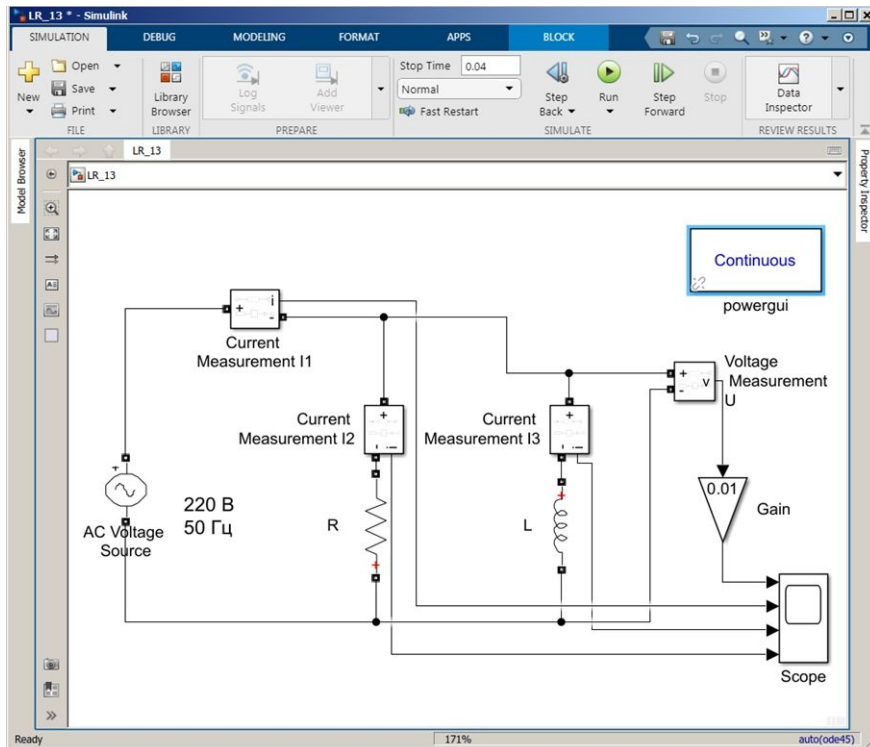 LR_13 * - Simulink
SIMULATION DEBUG MODELING FORMAT APPS BLOCK
New
Open
Save
Print
FILE
Library
Browser
LIBRARY
Log
Signals
Add
Viewer
PREPARE
Stop Time 0.04
Normal
Fast Restart
Step
Back
Run
Step
Forward
Stop
SIMULATE
Data
Inspector
REVIEW RESULTS
Model Browser
LR_13
LR_13
Property Inspector
Continuous
powergui
+ i
-
Current
Measurement I1
Voltage
Measurement
U
+
- v
Current
Measurement I2
+
- i
Current
Measurement I3
+
- i
0.01
Gain
+
AC Voltage
Source
220 В
50 Гц
R
L
Scope
Ready 171% auto(ode45)